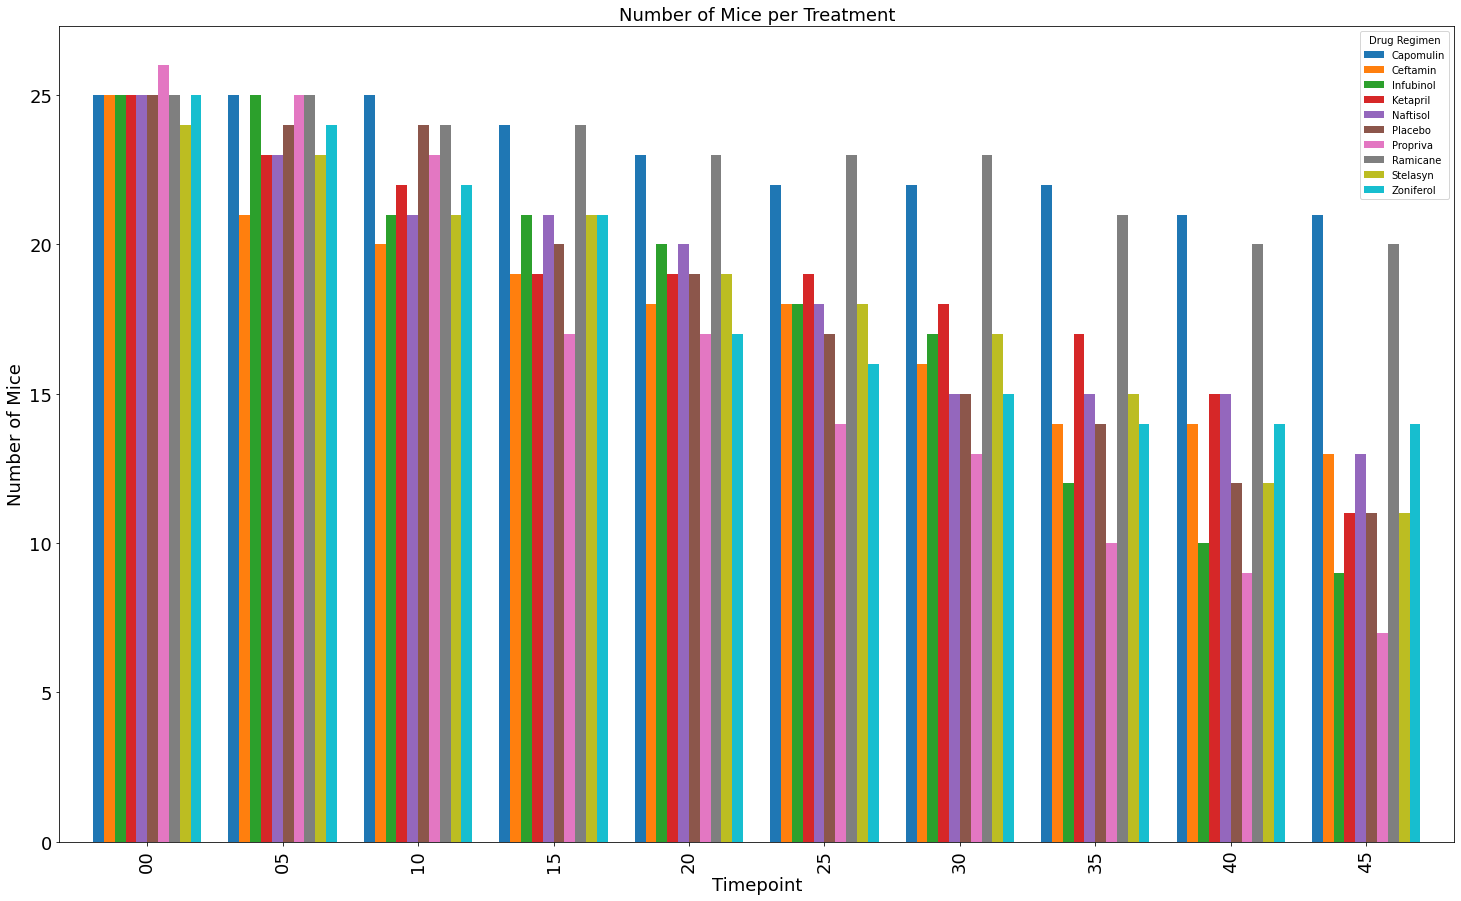 Number of Mice per Treatment
Drug Regimen
Capomulin
Ceftamin
Infubinol
Ketapril
Naftisol
Placebo
Propriva
Ramicane
Stelasyn
Zoniferol
Number of Mice
25
20
15
10
5
0
00 05 10 15 20 25 30 35 40 45
Timepoint